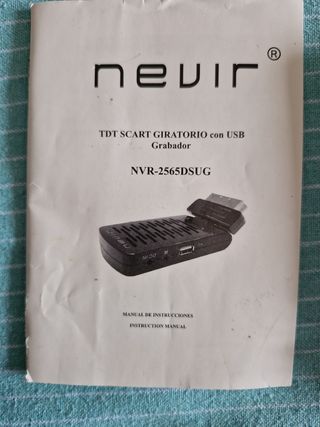 nevir ®
TDT SCART GIRATORIO con USB
Grabador
NVR-2565DSUG
MANUAL DE INSTRUCCIONES
INSTRUCTION MANUAL